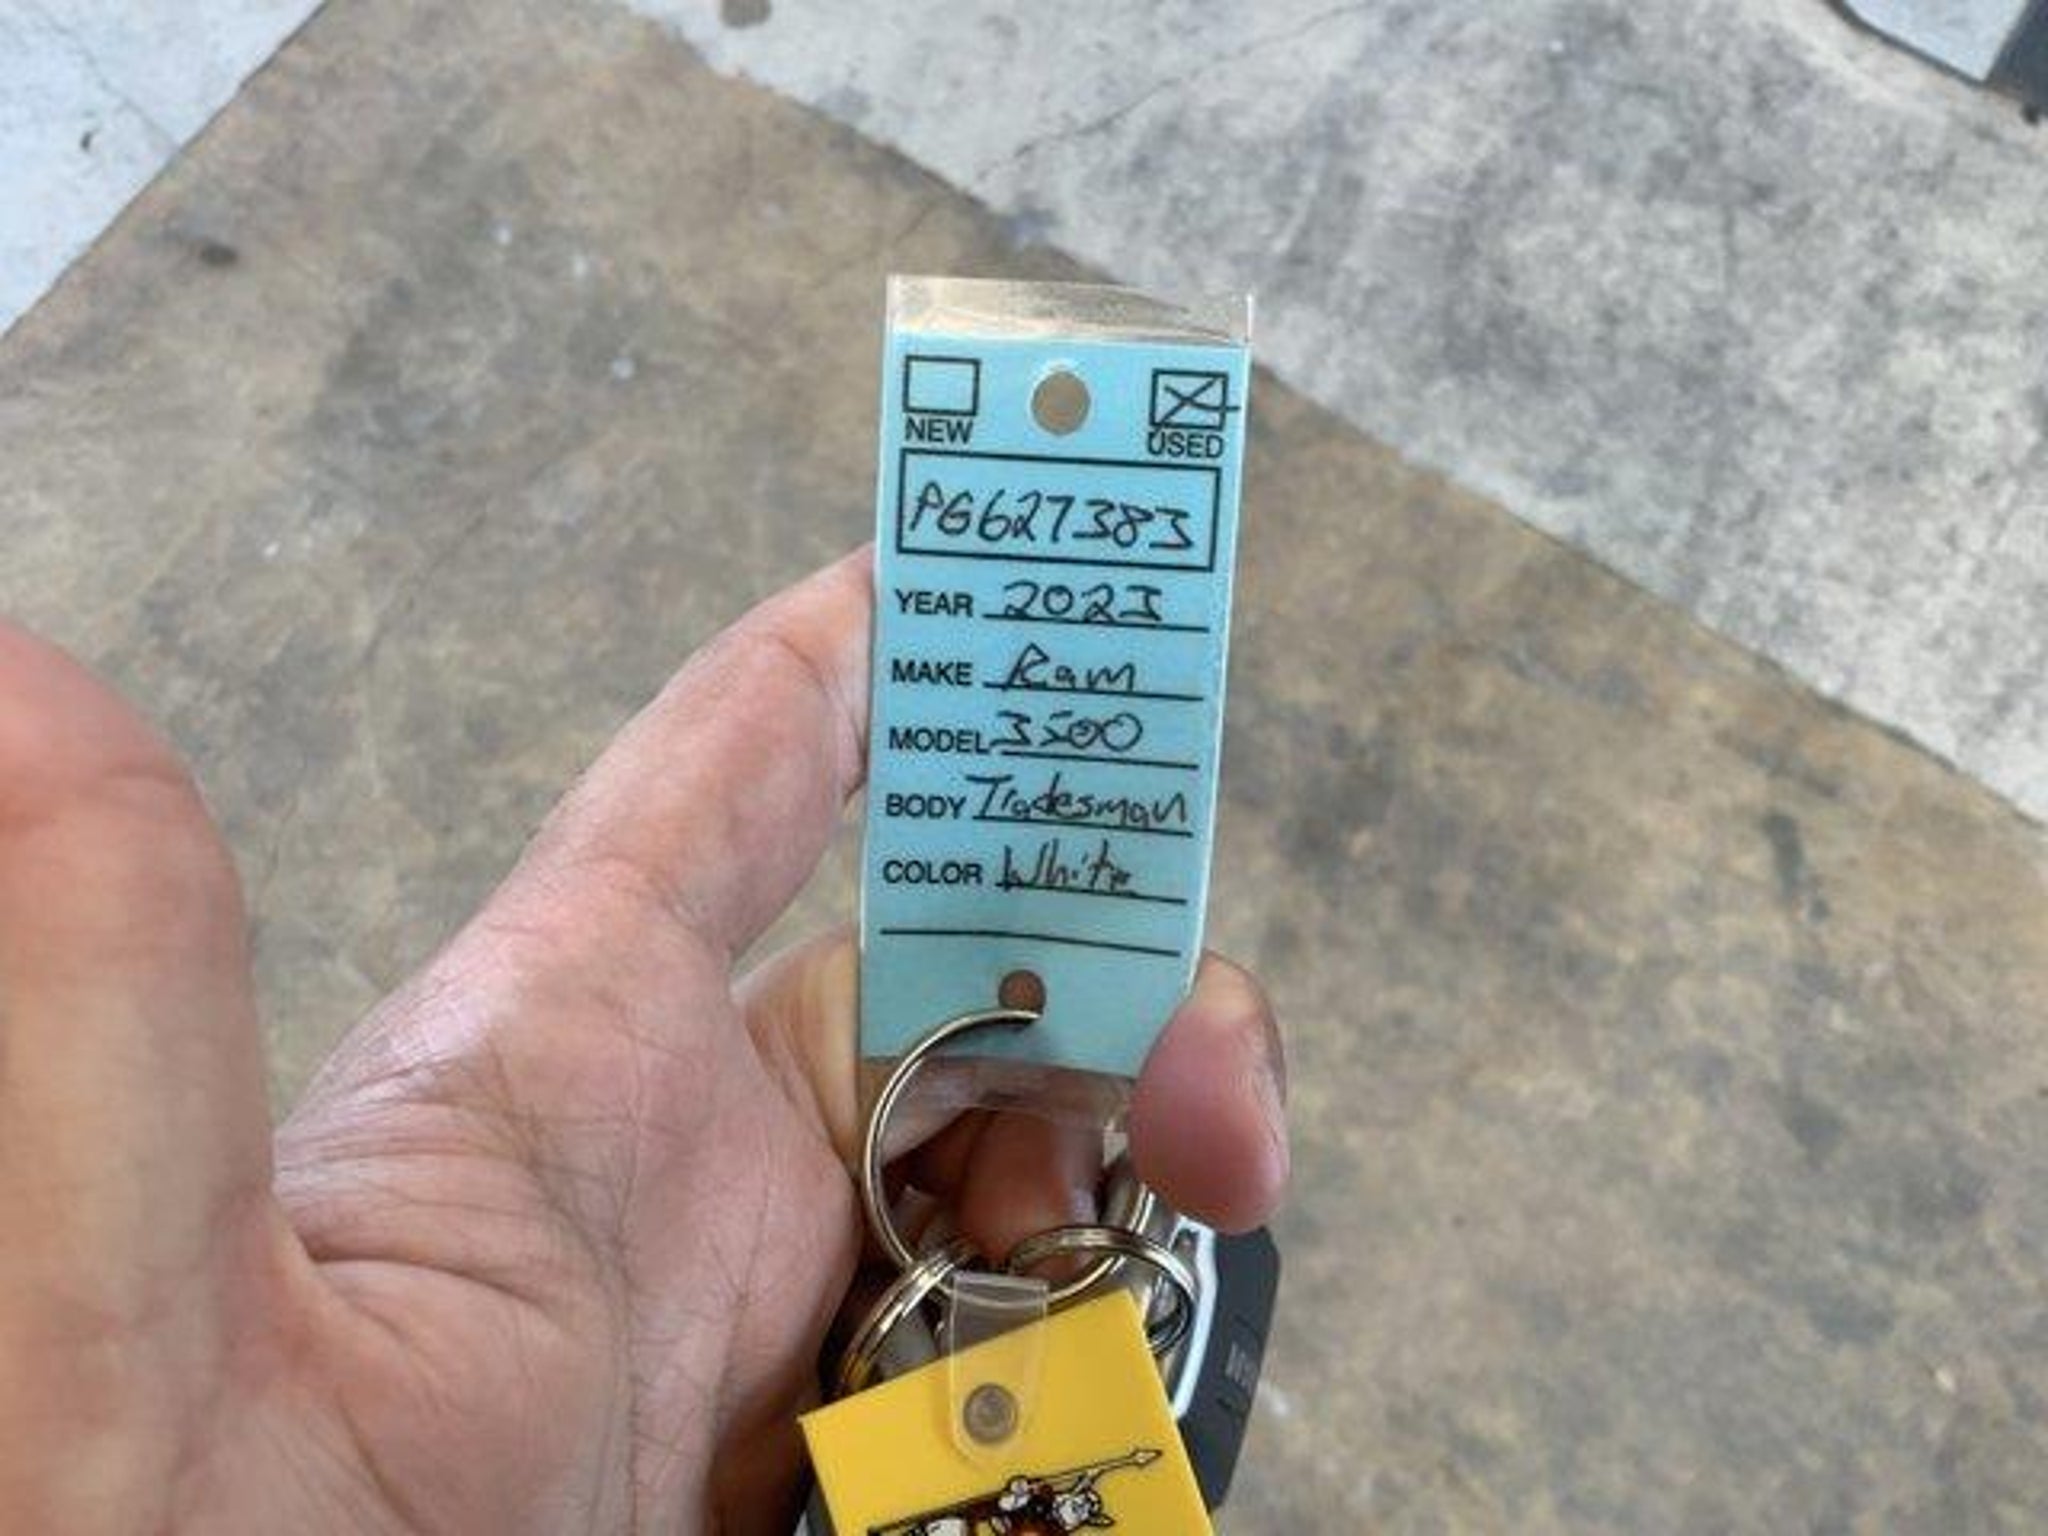 NEW USED
PG627383
YEAR 2023
MAKE Ram
MODEL 3500
BODY Tradesman
COLOR White